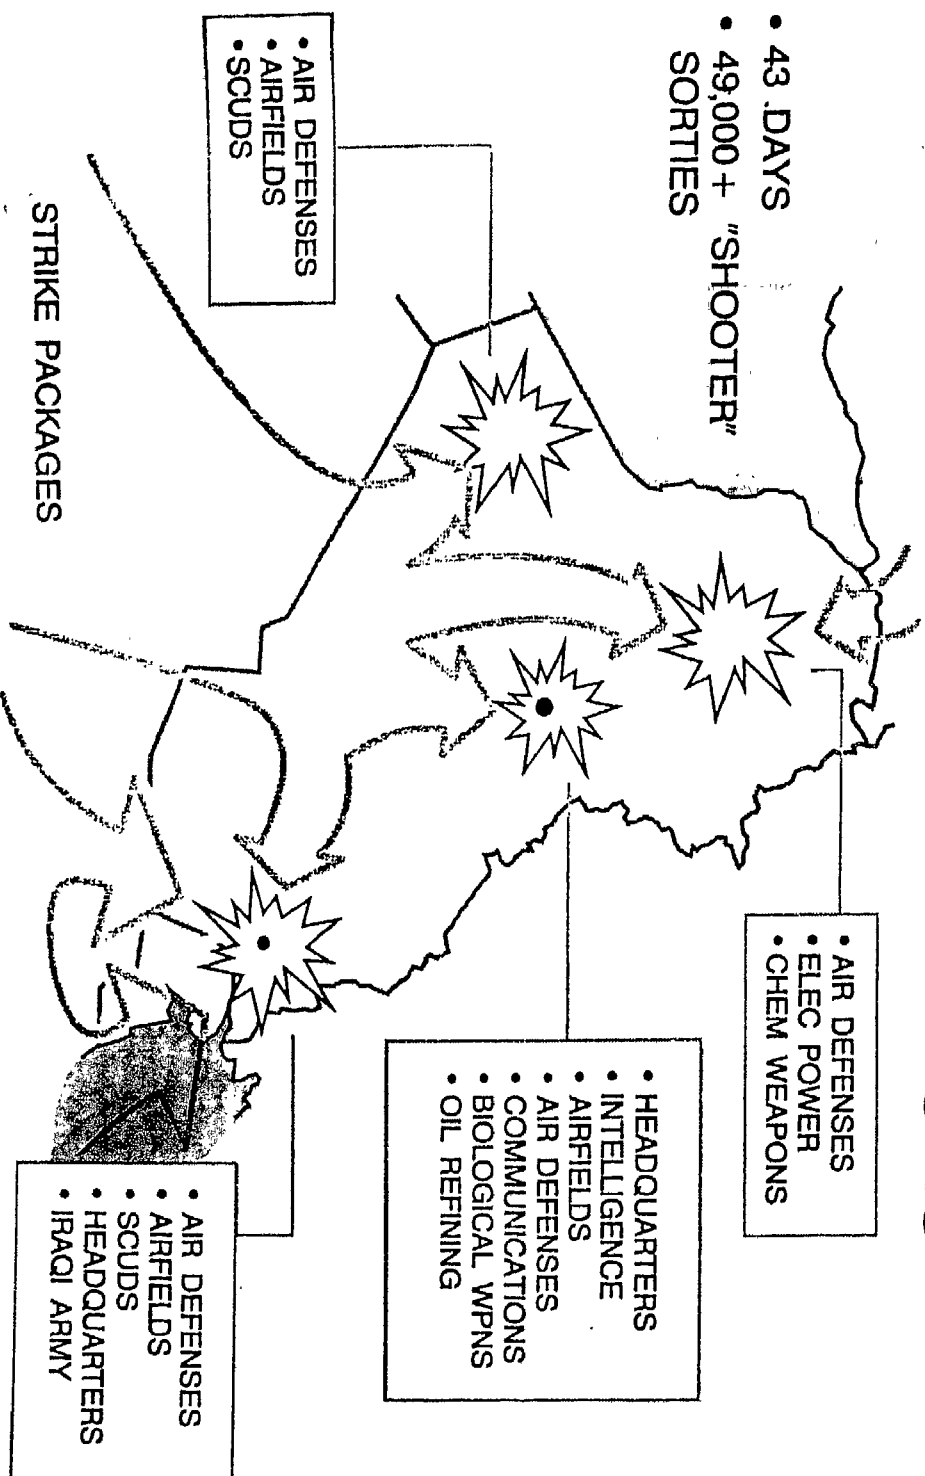 • 43 DAYS
• 49,000 + "SHOOTER"
SORTIES
• AIR DEFENSES
• ELEC POWER
• CHEM WEAPONS
• HEADQUARTERS
• INTELLIGENCE
• AIRFIELDS
• AIR DEFENSES
• COMMUNICATIONS
• BIOLOGICAL WPNS
• OIL REFINING
• AIR DEFENSES
• AIRFIELDS
• SCUDS
• AIR DEFENSES
• AIRFIELDS
• SCUDS
• HEADQUARTERS
• IRAQI ARMY
STRIKE PACKAGES